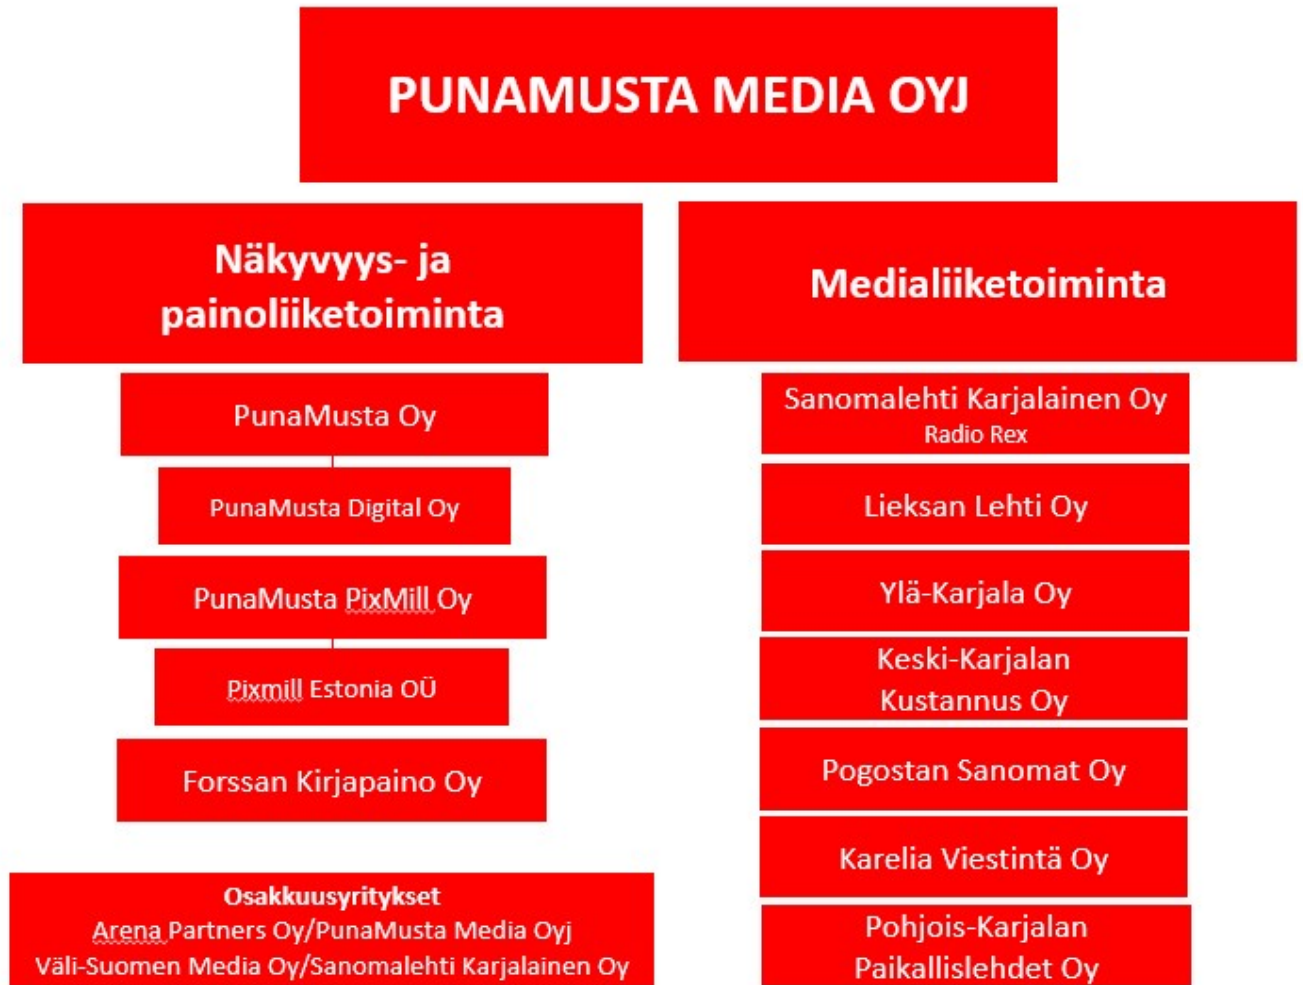 PUNAMUSTA MEDIA OYJ
Näkyvyys- ja
painoliiketoiminta
PunaMusta Oy
PunaMusta Digital Oy
PunaMusta PixMill Oy
Pixmill Estonia OÜ
Forssan Kirjapaino Oy
Osakkuusyritykset
Arena Partners Oy/PunaMusta Media Oyj
Väli-Suomen Media Oy/Sanomalehti Karjalainen Oy
Medialiiketoiminta
Sanomalehti Karjalainen Oy
Radio Rex
Lieksan Lehti Oy
Ylä-Karjala Oy
Keski-Karjalan
Kustannus Oy
Pogostan Sanomat Oy
Karelia Viestintä Oy
Pohjois-Karjalan
Paikallislehdet Oy